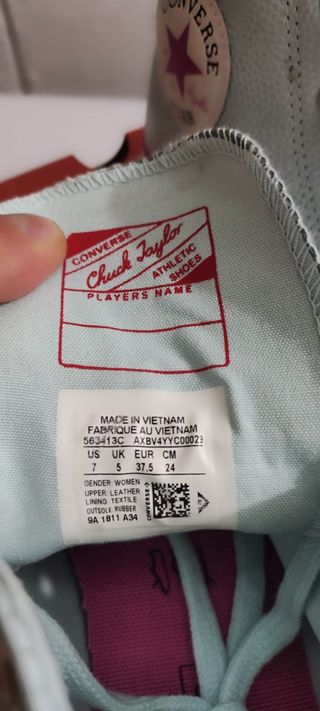 CONVERSE
CONVERSE
Chuck Taylor
ATHLETIC
SHOES
PLAYERS NAME
MADE IN VIETNAM
FABRIQUE AU VIETNAM
563413C AXBV4YYC00029
US UK EUR CM
7 5 37.5 24
GENDER: WOMEN
UPPER: LEATHER
LINING: TEXTILE
OUTSOLE: RUBBER
9A 1811 A34
CONVERSE